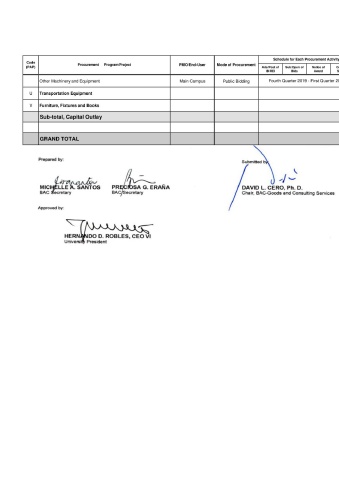 Code (PAP) Procurement Program/Project PMO/End-User Mode of Procurement Schedule for Each Procurement Activity
Ads/Post of IB/REI Sub/Open of Bids Notice of Award
Other Machinery and Equipment Main Campus Public Bidding Fourth Quarter 2019 - First Quarter
U Transportation Equipment
V Furniture, Fixtures and Books
Sub-total, Capital Outlay
GRAND TOTAL
Prepared by: Submitted by:
MICHELLE A. SANTOS PRECIOSA G. ERAÑA DAVID L. CERO, Ph. D.
BAC Secretary BAC Secretary Chair, BAC-Goods and Consulting Services
Approved by:
HERNANDO D. ROBLES, CEO VI
University President